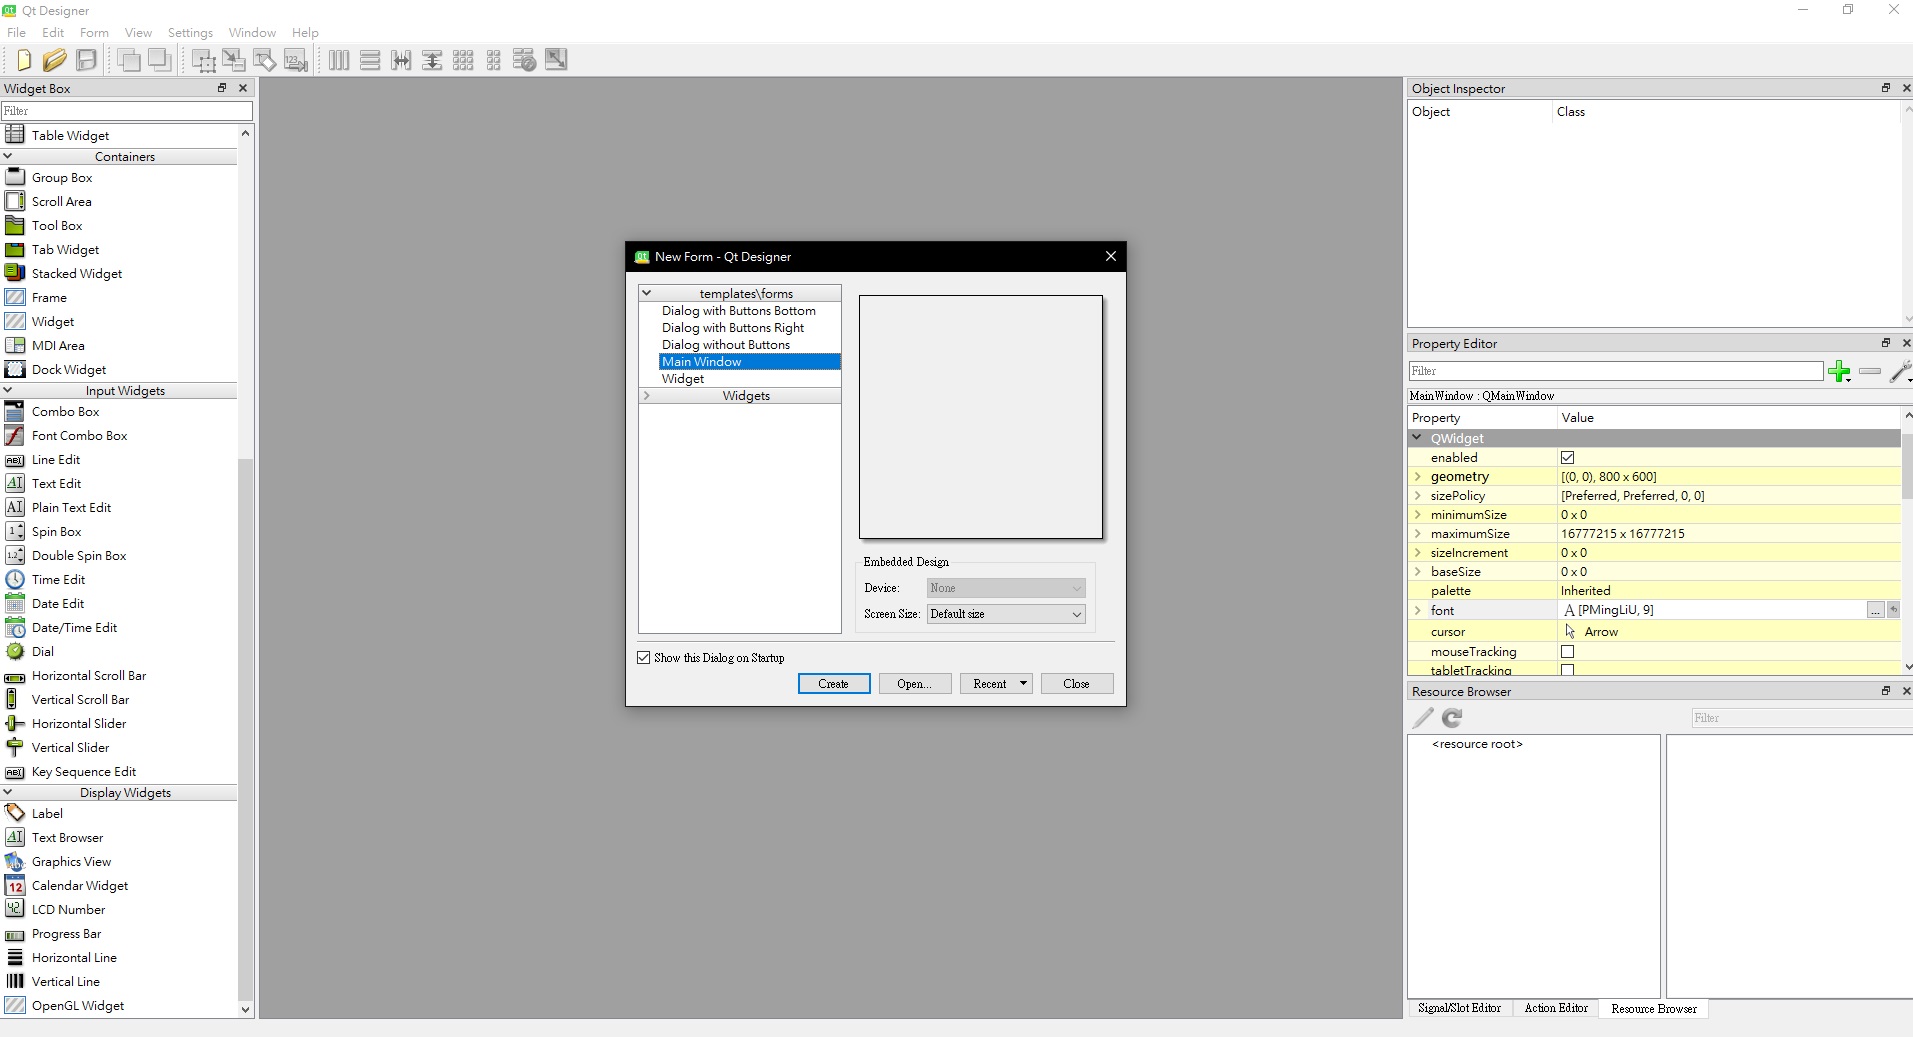 Qt Designer
File Edit Form View Settings Window Help
Widget Box
Filter
Table Widget
Containers
Group Box
Scroll Area
Tool Box
Tab Widget
Stacked Widget
Frame
Widget
MDI Area
Dock Widget
Input Widgets
Combo Box
Font Combo Box
Line Edit
Text Edit
Plain Text Edit
Spin Box
Double Spin Box
Time Edit
Date Edit
Date/Time Edit
Dial
Horizontal Scroll Bar
Vertical Scroll Bar
Horizontal Slider
Vertical Slider
Key Sequence Edit
Display Widgets
Label
Text Browser
Graphics View
Calendar Widget
LCD Number
Progress Bar
Horizontal Line
Vertical Line
OpenGL Widget
New Form - Qt Designer
templates\forms
Dialog with Buttons Bottom
Dialog with Buttons Right
Dialog without Buttons
Main Window
Widget
Widgets
Embedded Design
Device: None
Screen Size: Default size
Show this Dialog on Startup
Create Open... Recent Close
Object Inspector
Object Class
Property Editor
Filter
MainWindow : QMainWindow
Property Value
QWidget
enabled
geometry [(0, 0), 800 x 600]
sizePolicy [Preferred, Preferred, 0, 0]
minimumSize 0 x 0
maximumSize 16777215 x 16777215
sizeIncrement 0 x 0
baseSize 0 x 0
palette Inherited
font A [PMingLiU, 9] ...
cursor Arrow
mouseTracking
tabletTracking
Resource Browser
Filter
<resource root>
Signal/Slot Editor Action Editor Resource Browser